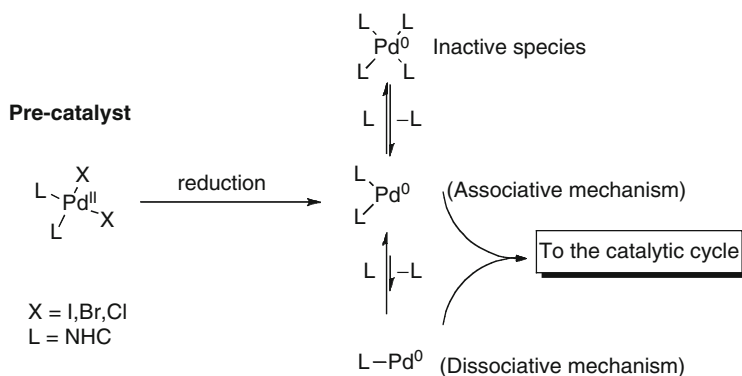 L L
Pd0 Inactive species
L L
Pre-catalyst
L –L
X
L PdII reduction L Pd0 (Associative mechanism)
L X L
To the catalytic cycle
L –L
X = I,Br,Cl
L = NHC
L–Pd0 (Dissociative mechanism)